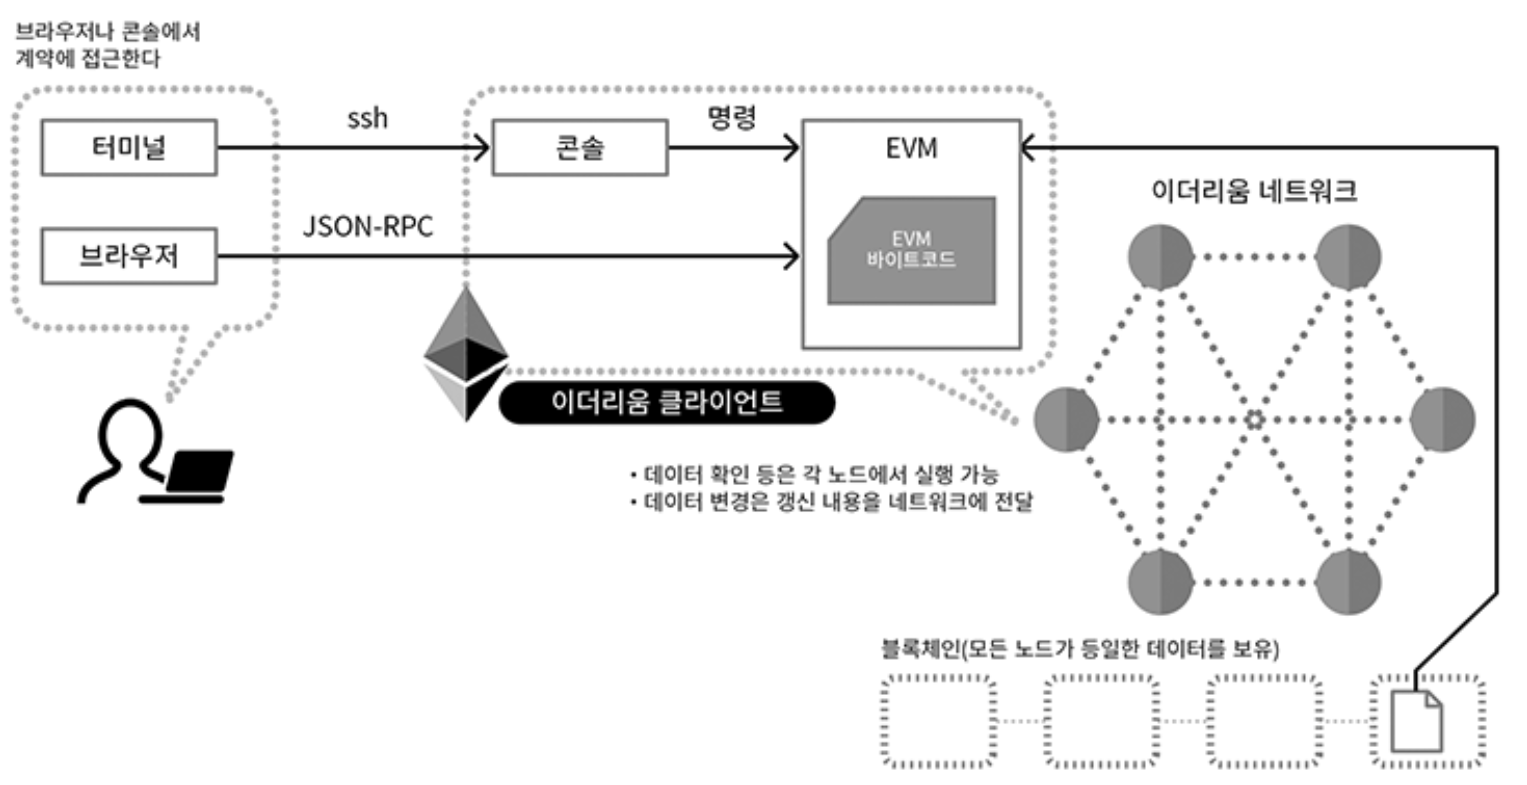 브라우저나 콘솔에서
계약에 접근한다
터미널
ssh
콘솔
명령
EVM
브라우저
JSON-RPC
EVM
바이트코드
이더리움 네트워크
이더리움 클라이언트
• 데이터 확인 등은 각 노드에서 실행 가능
• 데이터 변경은 갱신 내용을 네트워크에 전달
블록체인(모든 노드가 등일한 데이터를 보유)